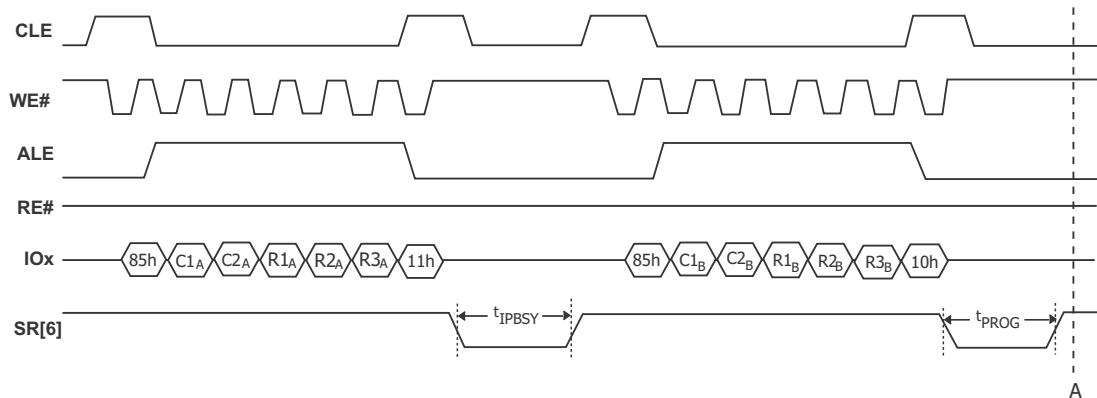 CLE
WE#
ALE
RE#
IOx 85h C1A C2A R1A R2A R3A 11h 85h C1B C2B R1B R2B R3B 10h
SR[6] tIPBSY tPROG
A